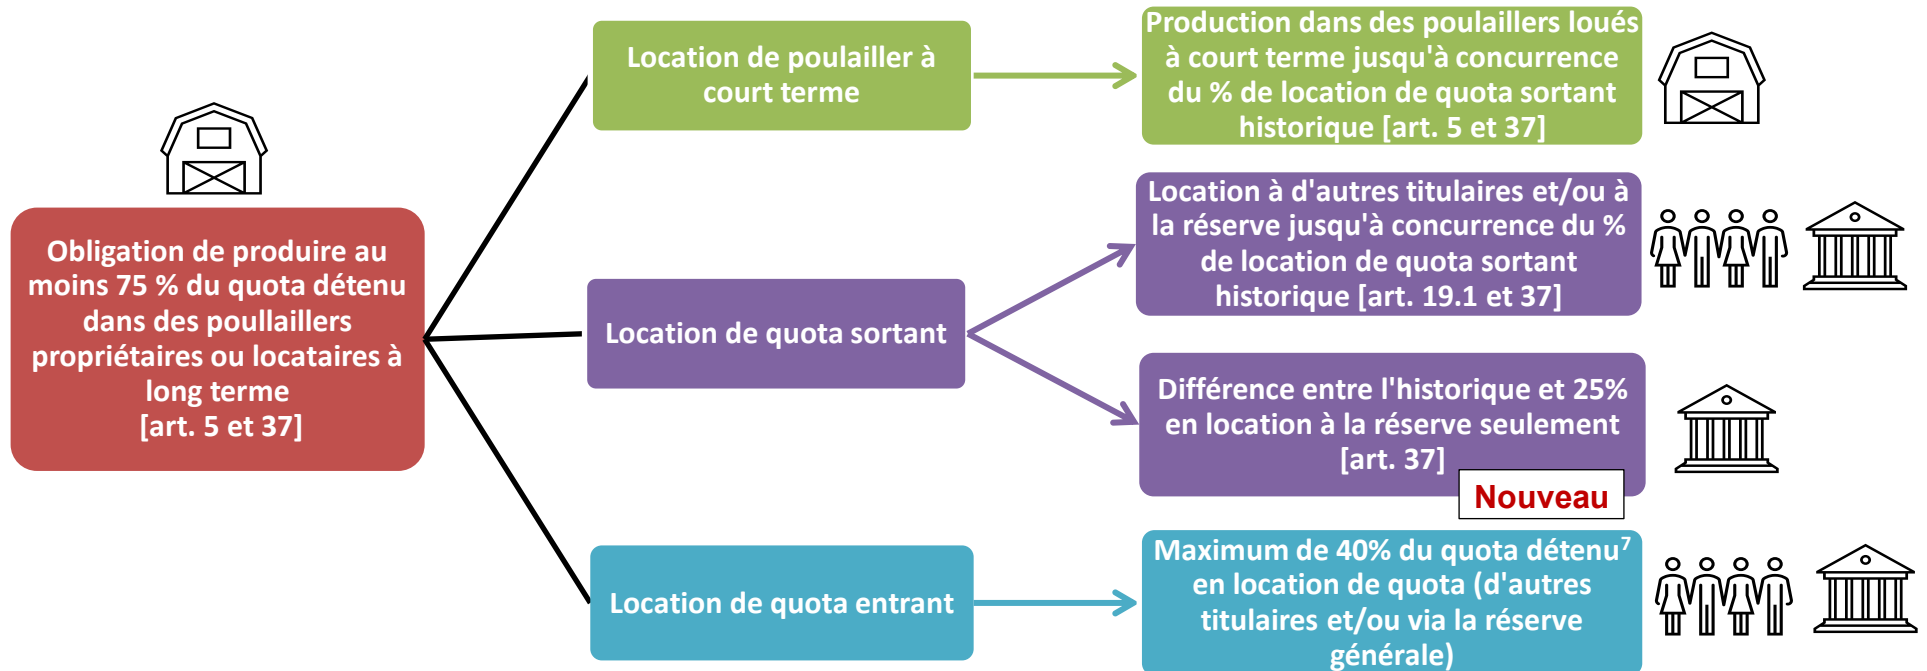 Obligation de produire au
moins 75 % du quota détenu
dans des poullaillers
propriétaires ou locataires à
long terme
[art. 5 et 37]
Location de poulailler à
court terme
Production dans des poulaillers loués
à court terme jusqu'à concurrence
du % de location de quota sortant
historique [art. 5 et 37]
Location de quota sortant
Location à d'autres titulaires et/ou à
la réserve jusqu'à concurrence du %
de location de quota sortant
historique [art. 19.1 et 37]
Différence entre l'historique et 25%
en location à la réserve seulement
[art. 37]
Nouveau
Location de quota entrant
Maximum de 40% du quota détenu⁷
en location de quota (d'autres
titulaires et/ou via la réserve
générale)